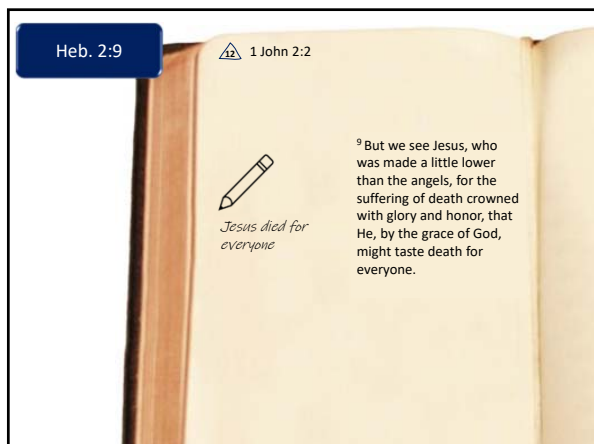 Heb. 2:9
12 1 John 2:2
Jesus died for
everyone
9 But we see Jesus, who
was made a little lower
than the angels, for the
suffering of death crowned
with glory and honor, that
He, by the grace of God,
might taste death for
everyone.